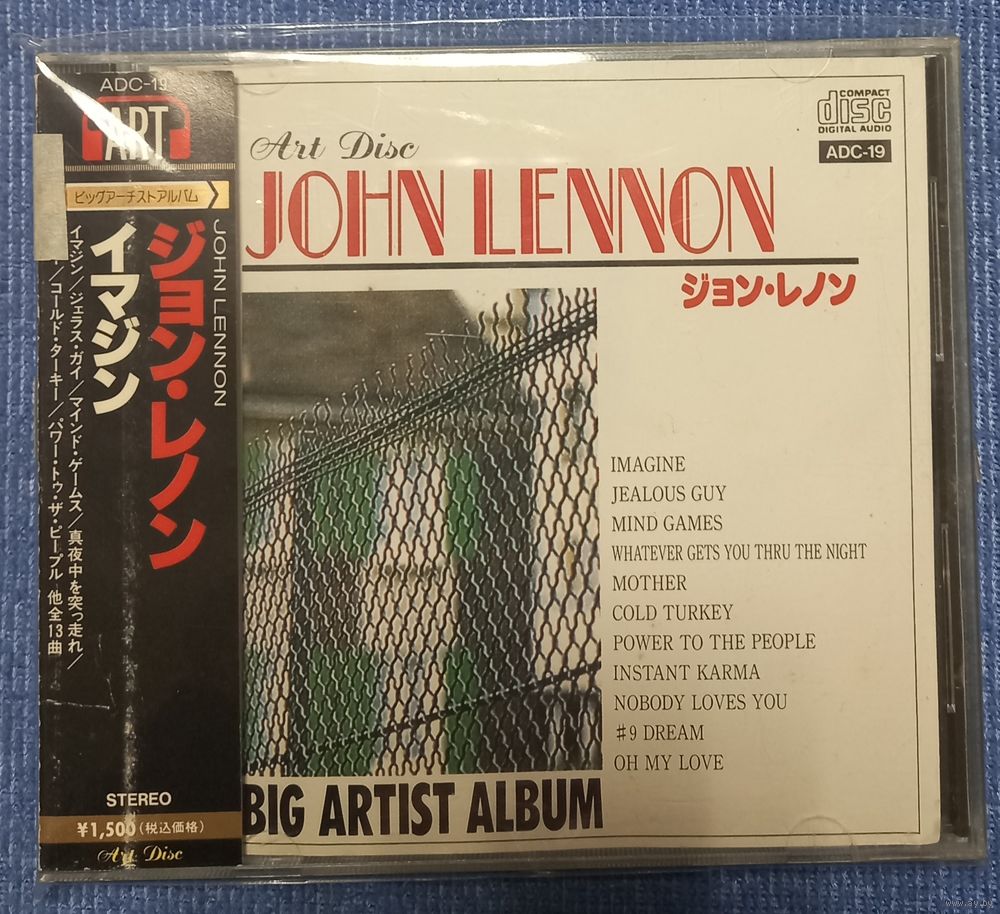 ADC-19
ART
ビッグアーチストアルバム
JOHN LENNON
ジョン・レノン
イマジン
イマジン/ジェラス・ガイ/マインド・ゲームス/真夜中を突っ走れ/
/コールド・ターキー/パワー・トゥ・ザ・ピープル 他全13曲
STEREO
¥1,500(税込価格)
Art Disc
Art Disc
JOHN LENNON
ジョン・レノン
COMPACT
disc
DIGITAL AUDIO
ADC-19
IMAGINE
JEALOUS GUY
MIND GAMES
WHATEVER GETS YOU THRU THE NIGHT
MOTHER
COLD TURKEY
POWER TO THE PEOPLE
INSTANT KARMA
NOBODY LOVES YOU
#9 DREAM
OH MY LOVE
BIG ARTIST ALBUM
www.ay.by